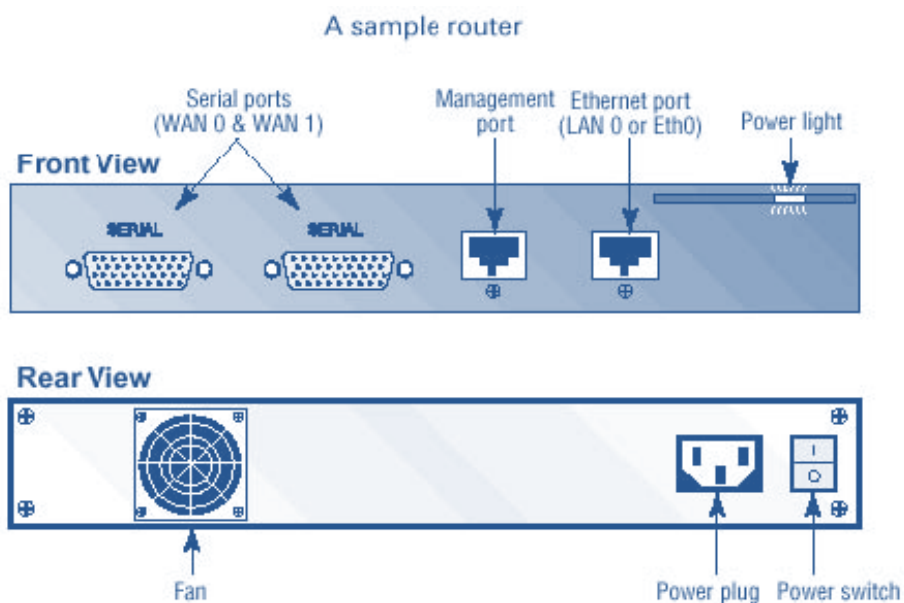 A sample router
Serial ports
(WAN 0 & WAN 1)
Management
port
Ethernet port
(LAN 0 or Eth0)
Power light
Front View
SERIAL
SERIAL
Rear View
I
O
Fan
Power plug
Power switch